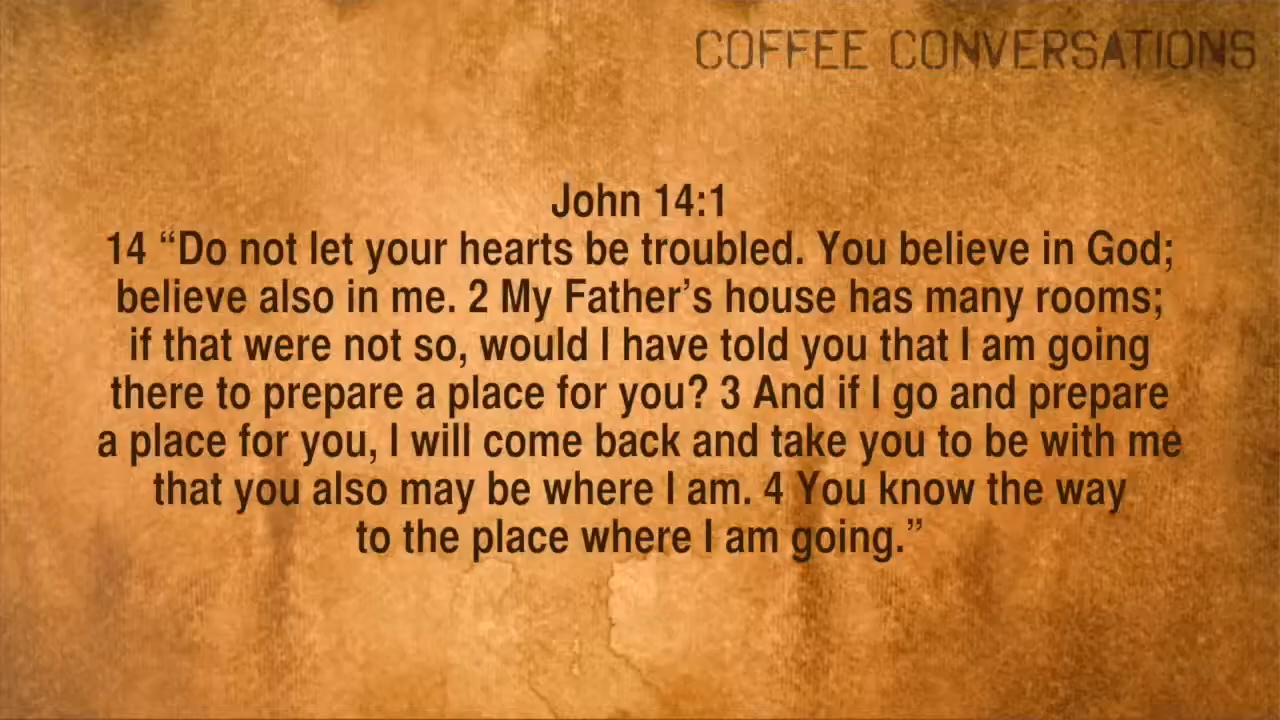 COFFEE CONVERSATIONS
John 14:1
14 “Do not let your hearts be troubled. You believe in God;
believe also in me. 2 My Father’s house has many rooms;
if that were not so, would I have told you that I am going
there to prepare a place for you? 3 And if I go and prepare
a place for you, I will come back and take you to be with me
that you also may be where I am. 4 You know the way
to the place where I am going.”